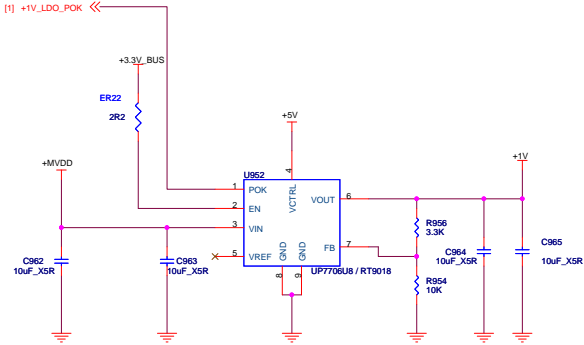 [1] +1V_LDO_POK
+3.3V_BUS
ER22
2R2
+5V
+MVDD
+1V
U952
4
1 POK
VCTRL
VOUT 6
2 EN
3 VIN
R956
3.3K
C962
10uF_X5R
C963
10uF_X5R
5 VREF
GND
GND
FB 7
C964
10uF_X5R
C965
10uF_X5R
8
9
UP7706U8 / RT9018
R954
10K